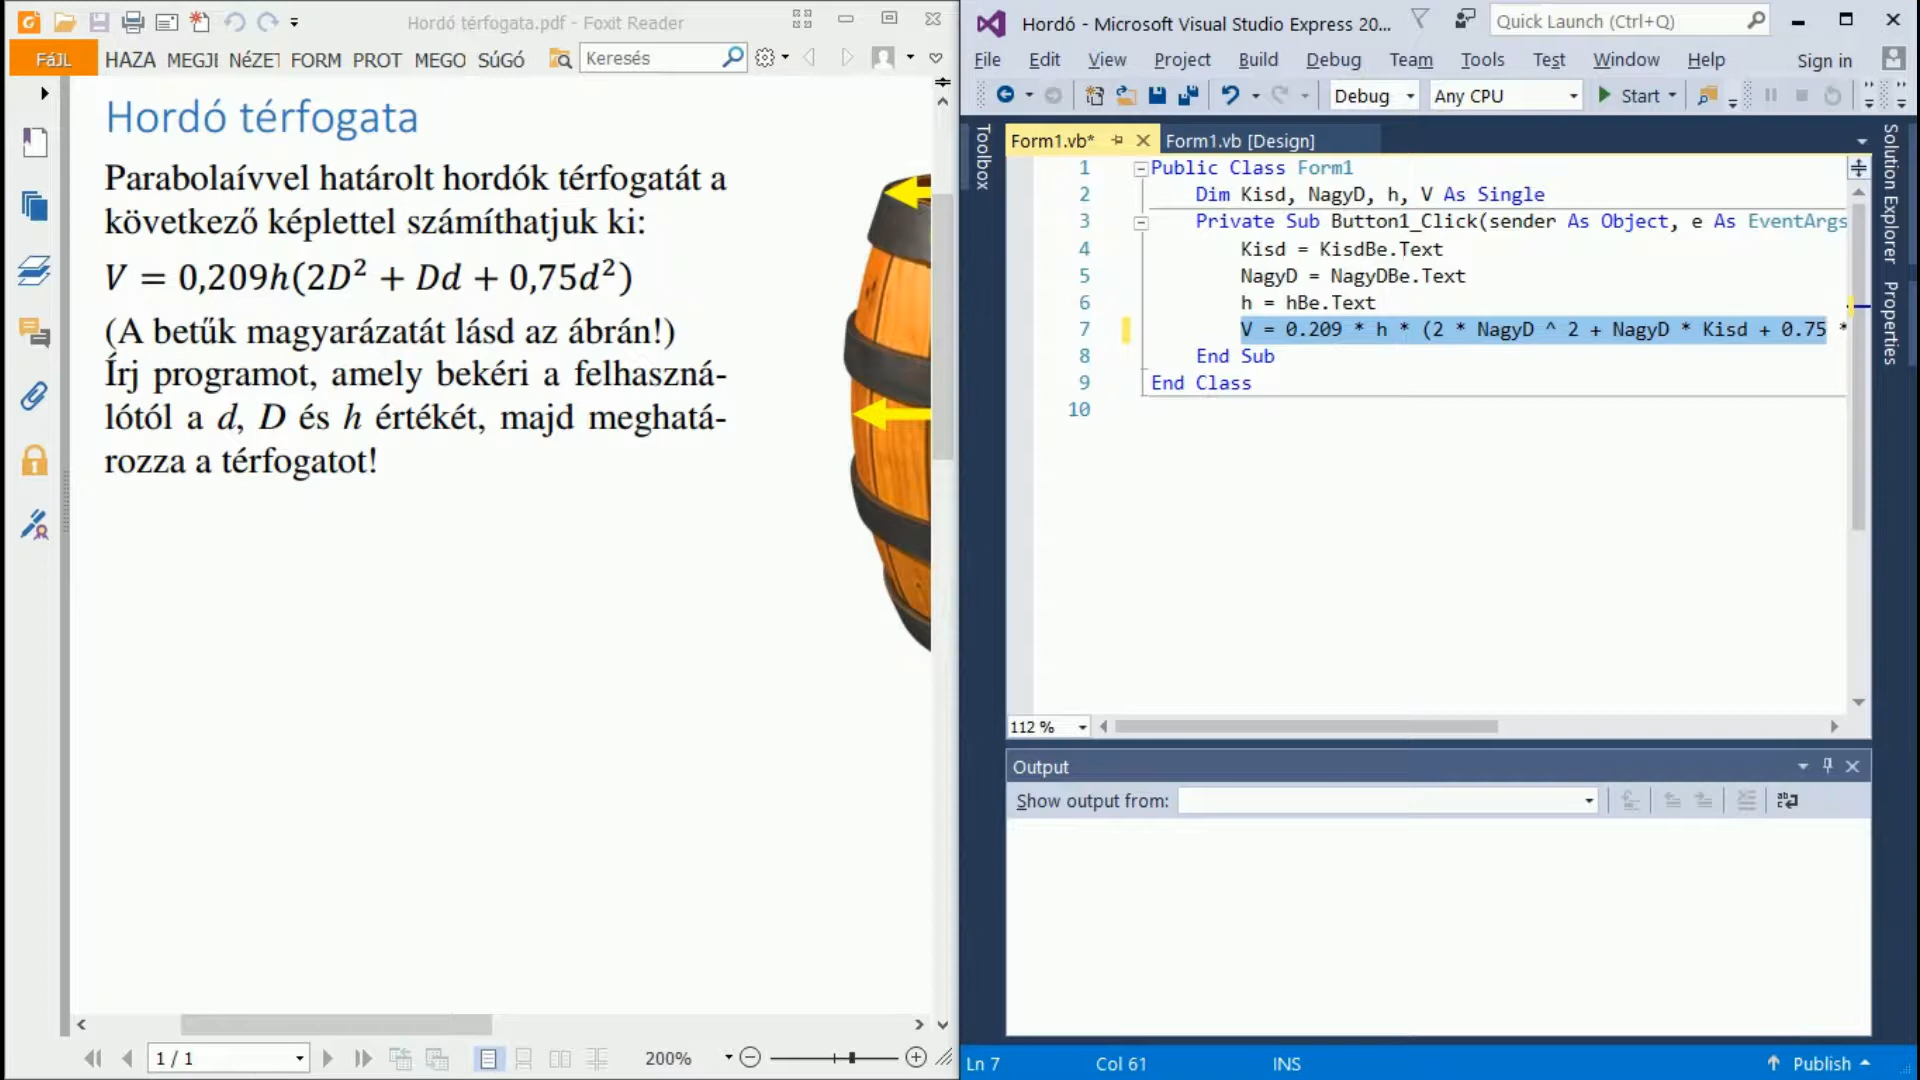 Hordó térfogata.pdf - Foxit Reader
FáJL HAZA MEGJI NéZET FORM PROT MEGO SúGó Keresés
Hordó térfogata
Parabolaívvel határolt hordók térfogatát a
következő képlettel számíthatjuk ki:
V = 0,209h(2D² + Dd + 0,75d²)
(A betűk magyarázatát lásd az ábrán!)
Írj programot, amely bekéri a felhaszná-
lótól a d, D és h értékét, majd meghatá-
rozza a térfogatot!
1 / 1
200%
Hordó - Microsoft Visual Studio Express 20...
Quick Launch (Ctrl+Q)
File Edit View Project Build Debug Team Tools Test Window Help Sign in
Debug Any CPU Start
Toolbox
Form1.vb* Form1.vb [Design]
1 Public Class Form1
2 Dim Kisd, NagyD, h, V As Single
3 Private Sub Button1_Click(sender As Object, e As EventArgs
4 Kisd = KisdBe.Text
5 NagyD = NagyDBe.Text
6 h = hBe.Text
7 V = 0.209 * h * (2 * NagyD ^ 2 + NagyD * Kisd + 0.75 *
8 End Sub
9 End Class
10
112 %
Solution Explorer
Properties
Output
Show output from:
Ln 7 Col 61 INS Publish